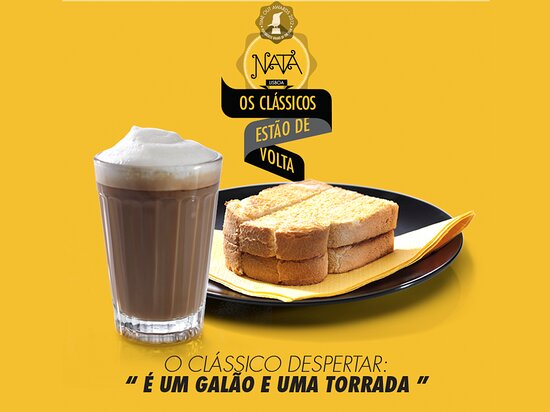 NATA
LISBOA
OS CLÁSSICOS
ESTÃO DE
VOLTA
O CLÁSSICO DESPERTAR:
“ É UM GALÃO E UMA TORRADA ”